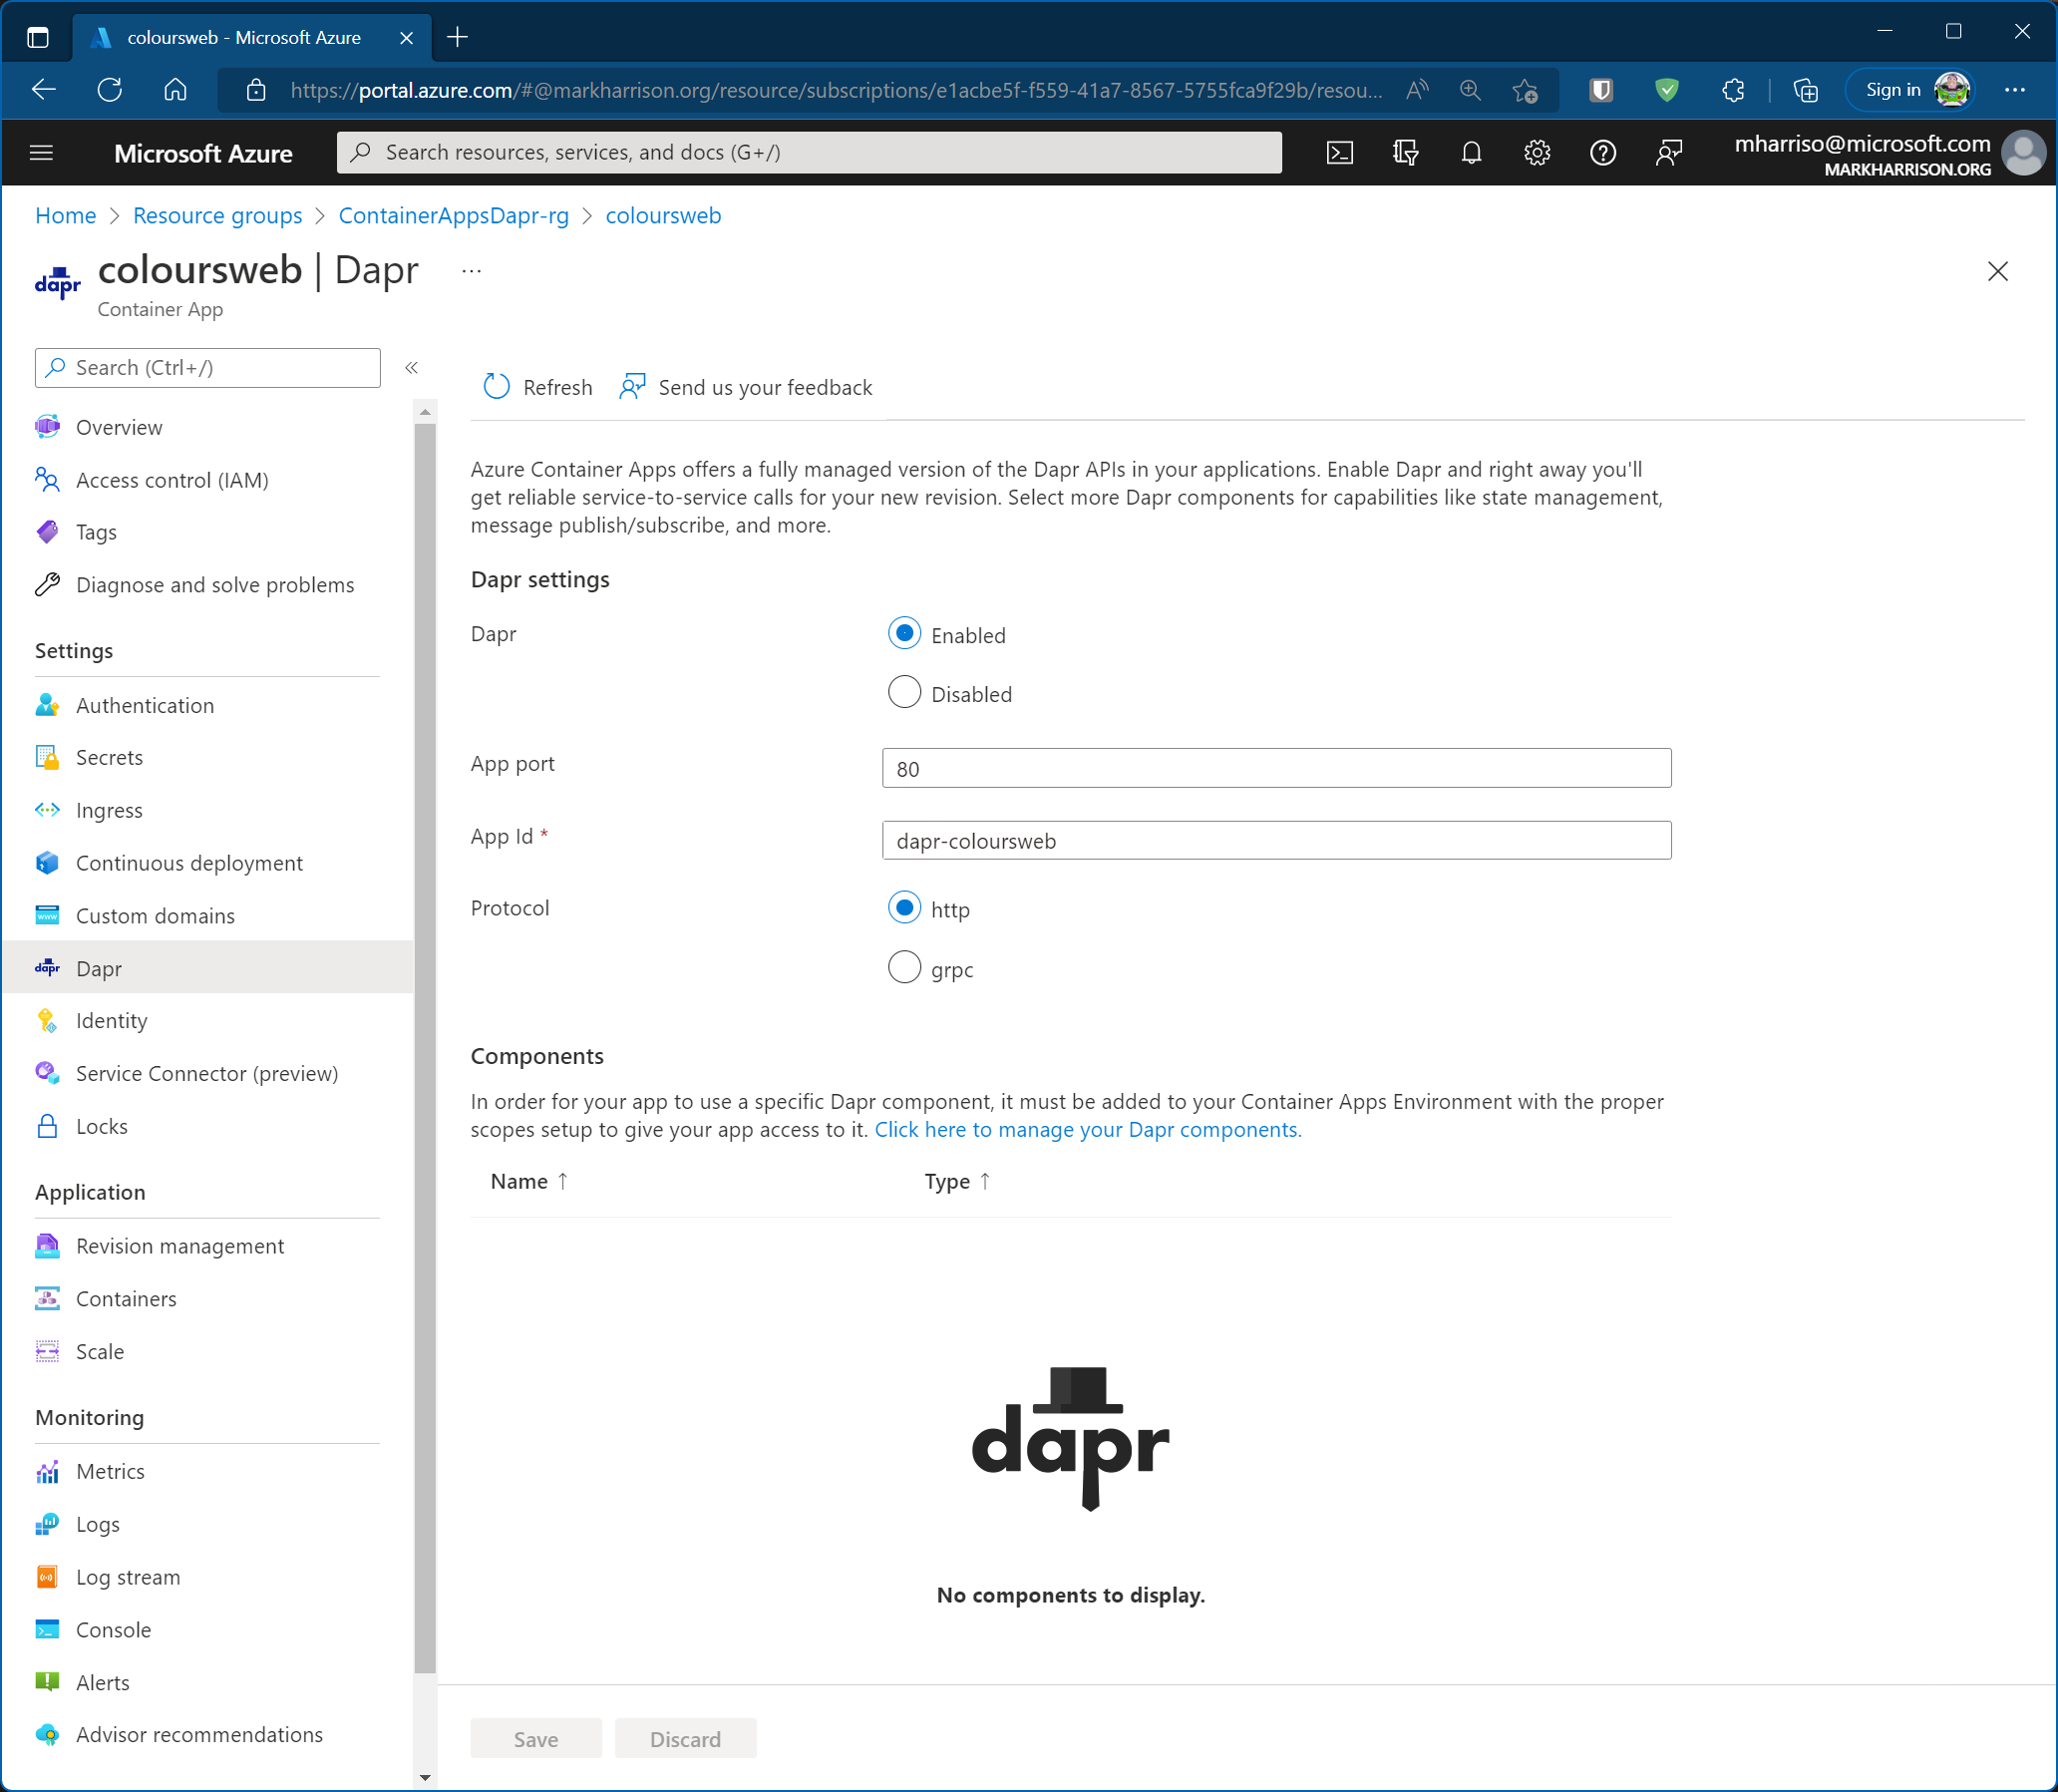 coloursweb - Microsoft Azure
https://portal.azure.com/#@markharrison.org/resource/subscriptions/e1acbe5f-f559-41a7-8567-5755fca9f29b/resou...
Sign in
Microsoft Azure
Search resources, services, and docs (G+/)
mharriso@microsoft.com
MARKHARRISON.ORG
Home > Resource groups > ContainerAppsDapr-rg > coloursweb
dapr
coloursweb | Dapr ...
Container App
Search (Ctrl+/)
Overview
Access control (IAM)
Tags
Diagnose and solve problems
Settings
Authentication
Secrets
Ingress
Continuous deployment
www
Custom domains
dapr
Dapr
Identity
Service Connector (preview)
Locks
Application
Revision management
Containers
Scale
Monitoring
Metrics
Logs
Log stream
Console
Alerts
Advisor recommendations
Refresh
Send us your feedback
Azure Container Apps offers a fully managed version of the Dapr APIs in your applications. Enable Dapr and right away you'll
get reliable service-to-service calls for your new revision. Select more Dapr components for capabilities like state management,
message publish/subscribe, and more.
Dapr settings
Dapr
Enabled
Disabled
App port
80
App Id *
dapr-coloursweb
Protocol
http
grpc
Components
In order for your app to use a specific Dapr component, it must be added to your Container Apps Environment with the proper
scopes setup to give your app access to it. Click here to manage your Dapr components.
Name ↑
Type ↑
dapr
No components to display.
Save
Discard